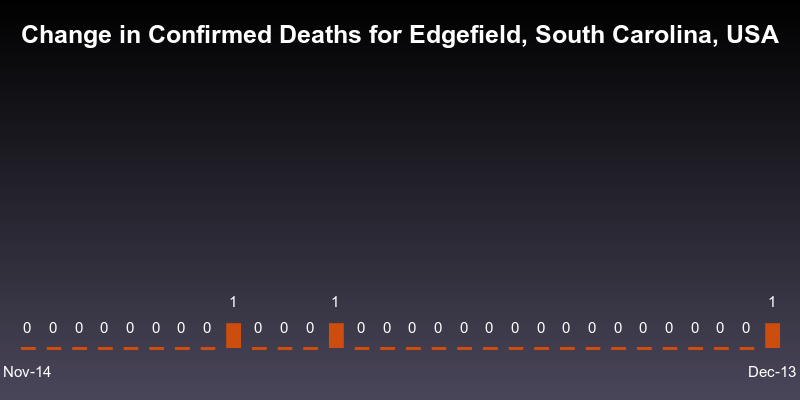 Change in Confirmed Deaths for Edgefield, South Carolina, USA
1 1 1
0 0 0 0 0 0 0 0 0 0 0 0 0 0 0 0 0 0 0 0 0 0 0 0 0 0 0
Nov-14 Dec-13